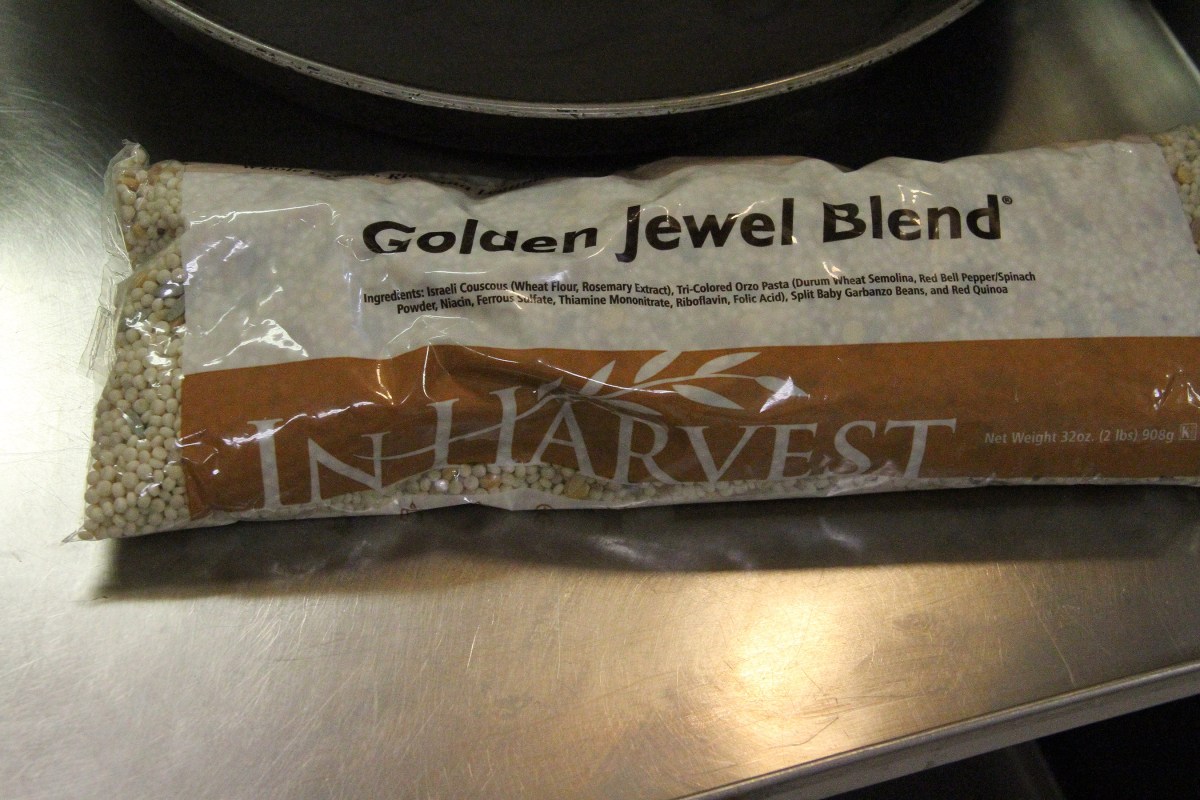 Golden Jewel Blend®
Ingredients: Israeli Couscous (Wheat Flour, Rosemary Extract), Tri-Colored Orzo Pasta (Durum Wheat Semolina, Red Bell Pepper/Spinach
Powder, Niacin, Ferrous Sulfate, Thiamine Mononitrate, Riboflavin, Folic Acid), Split Baby Garbanzo Beans, and Red Quinoa
INHARVEST
Net Weight 32oz. (2 lbs) 908g K